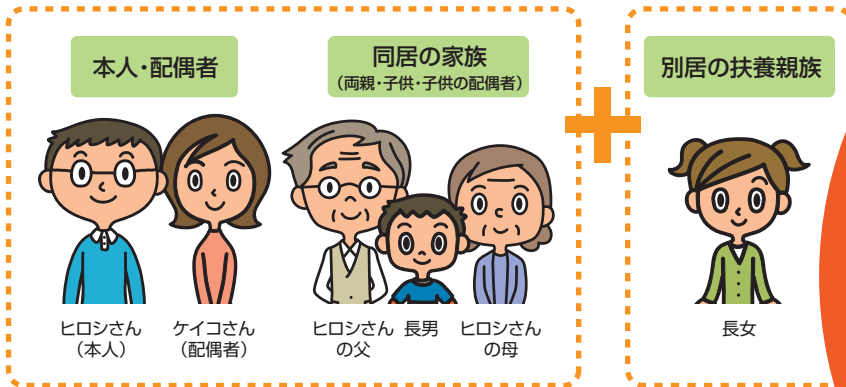 本人・配偶者
同居の家族
(両親・子供・子供の配偶者)
別居の扶養親族
ヒロシさん
(本人)
ケイコさん
(配偶者)
ヒロシさん
の父
長男
ヒロシさん
の母
長女